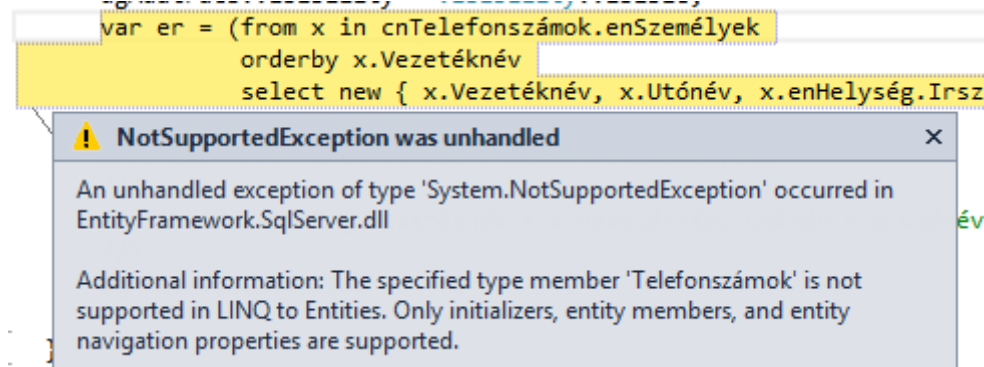 var er = (from x in cnTelefonszámok.enSzemélyek
orderby x.Vezetéknév
select new { x.Vezetéknév, x.Utónév, x.enHelység.Irsz
NotSupportedException was unhandled
An unhandled exception of type 'System.NotSupportedException' occurred in
EntityFramework.SqlServer.dll
év
Additional information: The specified type member 'Telefonszámok' is not
supported in LINQ to Entities. Only initializers, entity members, and entity
navigation properties are supported.
}